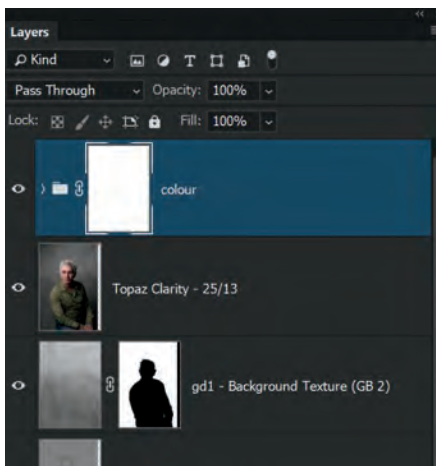 Layers
Kind
Pass Through Opacity: 100%
Lock: Fill: 100%
colour
Topaz Clarity - 25/13
gd1 - Background Texture (GB 2)